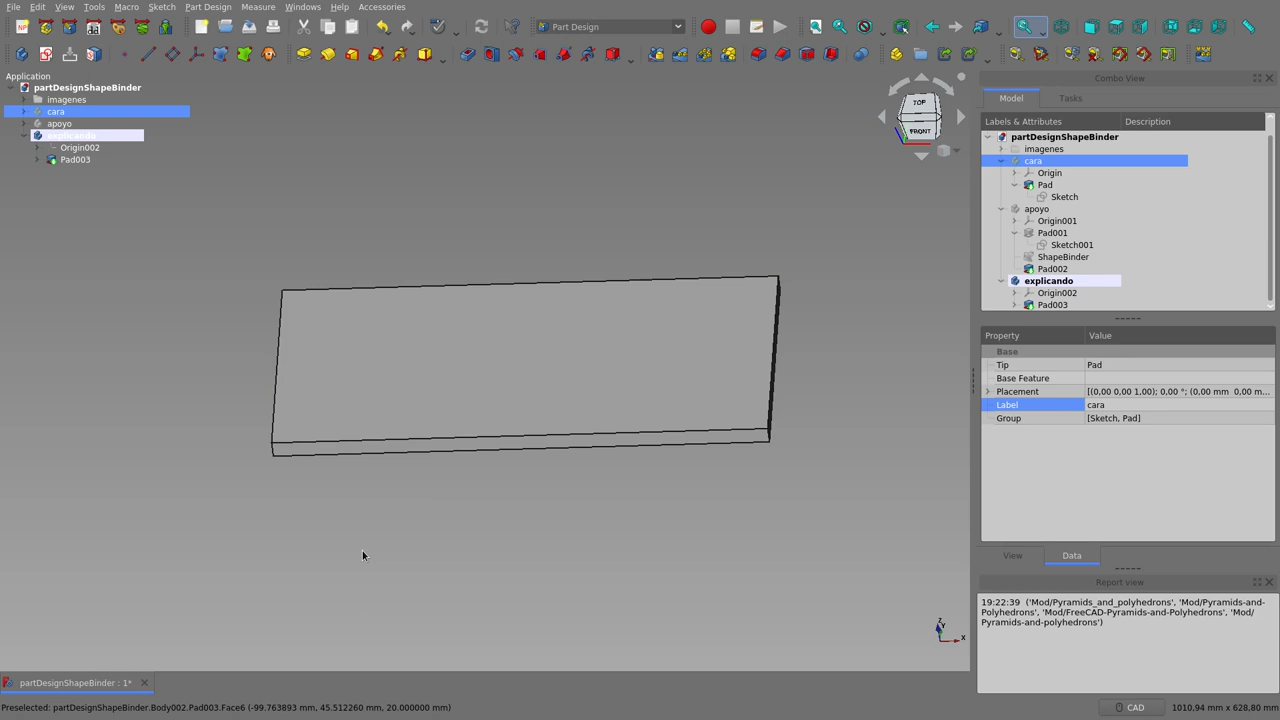 File Edit View Tools Macro Sketch Part Design Measure Windows Help Accessories
Part Design
Application
partDesignShapeBinder
imagenes
cara
apoyo
explicando
Origin002
Pad003
TOP
FRONT
Z
Y
X
Combo View
Model Tasks
Labels & Attributes Description
partDesignShapeBinder
imagenes
cara
Origin
Pad
Sketch
apoyo
Origin001
Pad001
Sketch001
ShapeBinder
Pad002
explicando
Origin002
Pad003
Property Value
Base
Tip Pad
Base Feature
Placement [(0,00 0,00 1,00); 0,00 °; (0,00 mm 0,00 m...
Label cara
Group [Sketch, Pad]
View Data
Report view
19:22:39 ('Mod/Pyramids_and_polyhedrons', 'Mod/Pyramids-and-
Polyhedrons', 'Mod/FreeCAD-Pyramids-and-Polyhedrons', 'Mod/
Pyramids-and-polyhedrons')
partDesignShapeBinder : 1*
Preselected: partDesignShapeBinder.Body002.Pad003.Face6 (-99.763893 mm, 45.512260 mm, 20.000000 mm)
CAD 1010,94 mm x 628,80 mm